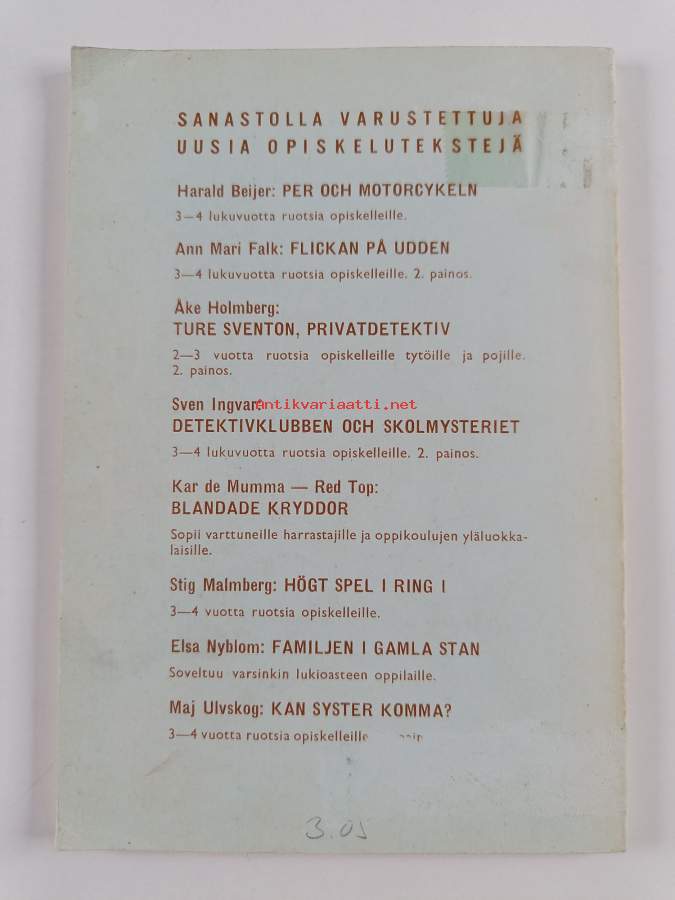 SANASTOLLA VARUSTETTUJA
UUSIA OPISKELUTEKSTEJÄ
Harald Beijer: PER OCH MOTORCYKELN
3—4 lukuvuotta ruotsia opiskelleille.
Ann Mari Falk: FLICKAN PÅ UDDEN
3—4 lukuvuotta ruotsia opiskelleille. 2. painos.
Åke Holmberg:
TURE SVENTON, PRIVATDETEKTIV
2—3 vuotta ruotsia opiskelleille tytöille ja pojille.
2. painos.
Sven Ingvar:
antikvariaatti.net
DETEKTIVKLUBBEN OCH SKOLMYSTERIET
3—4 lukuvuotta ruotsia opiskelleille. 2. painos.
Kar de Mumma — Red Top:
BLANDADE KRYDDOR
Sopii varttuneille harrastajille ja oppikoulujen yläluokka-
laisille.
Stig Malmberg: HÖGT SPEL I RING I
3—4 vuotta ruotsia opiskelleille.
Elsa Nyblom: FAMILJEN I GAMLA STAN
Soveltuu varsinkin lukioasteen oppilaille.
Maj Ulvskog: KAN SYSTER KOMMA?
3—4 vuotta ruotsia opiskelleille
3.05